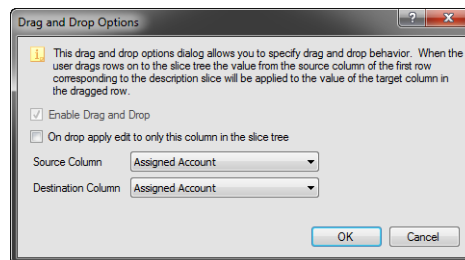 Drag and Drop Options
This drag and drop options dialog allows you to specify drag and drop behavior. When the
user drags rows on to the slice tree the value from the source column of the first row
corresponding to the description slice will be applied to the value of the target column in
the dragged row.
Enable Drag and Drop
On drop apply edit to only this column in the slice tree
Source Column Assigned Account
Destination Column Assigned Account
OK Cancel